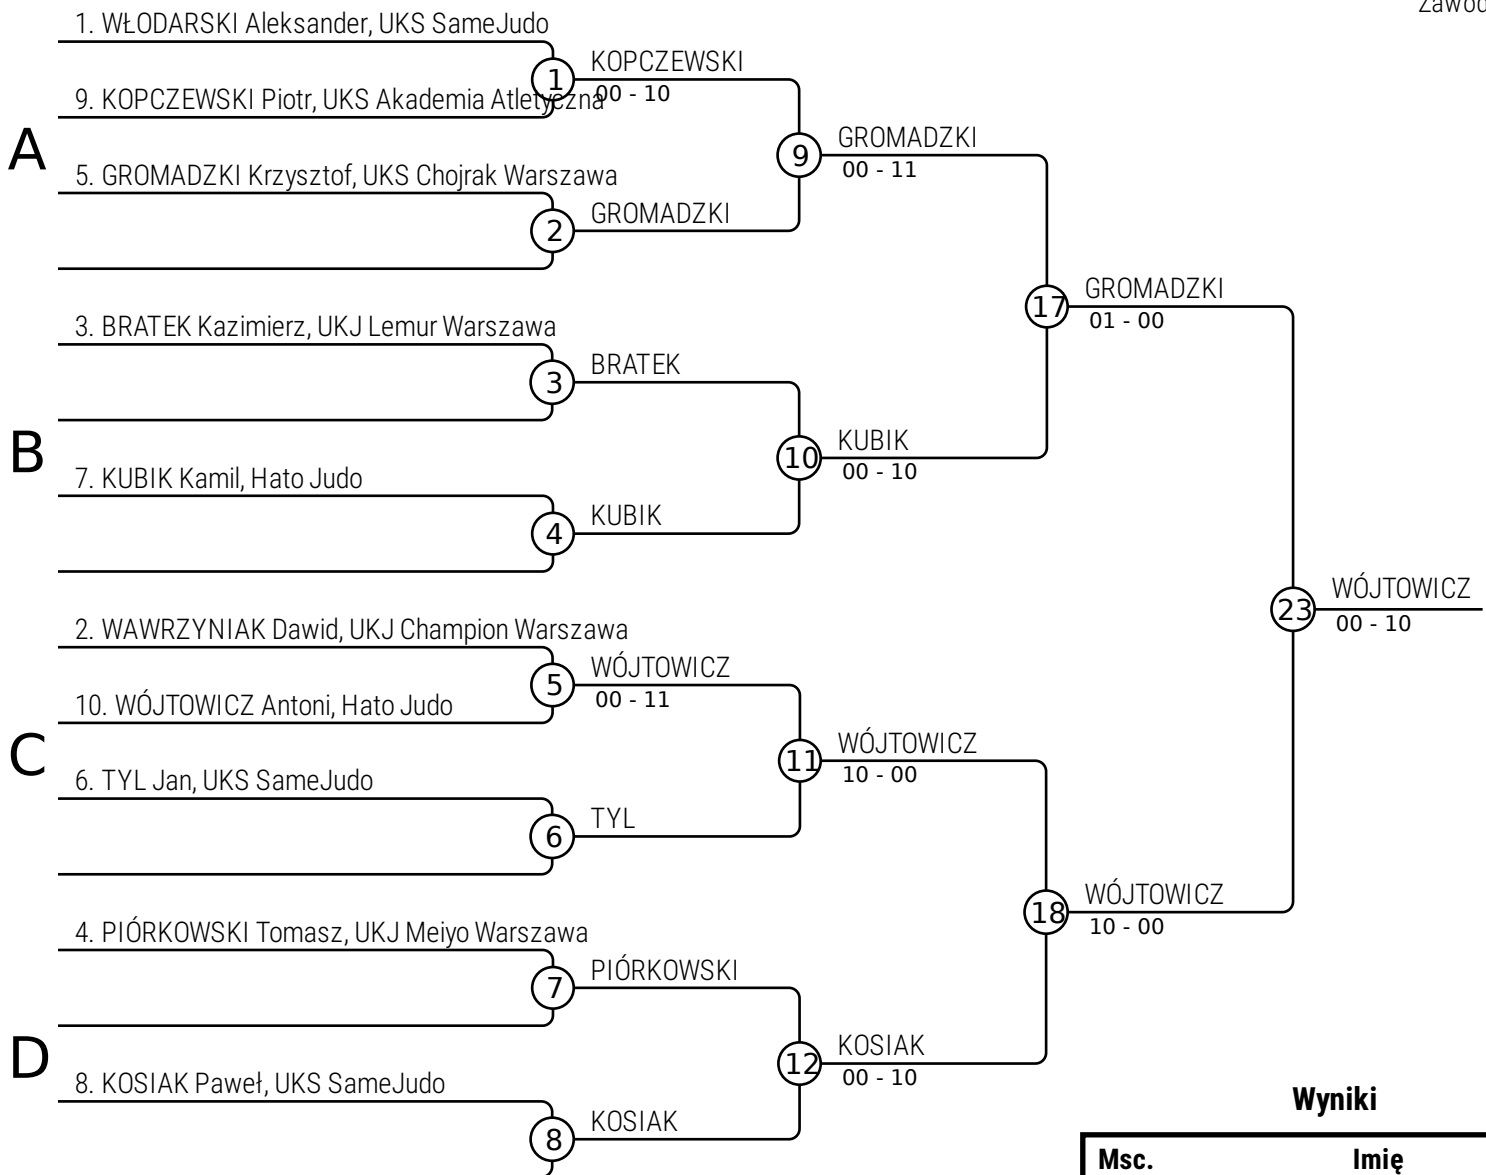 Zawod
1. WŁODARSKI Aleksander, UKS SameJudo
1
KOPCZEWSKI
00 - 10
9. KOPCZEWSKI Piotr, UKS Akademia Atletyczna
A
9
GROMADZKI
00 - 11
5. GROMADZKI Krzysztof, UKS Chojrak Warszawa
2
GROMADZKI
17
GROMADZKI
01 - 00
3. BRATEK Kazimierz, UKJ Lemur Warszawa
3
BRATEK
B
10
KUBIK
00 - 10
7. KUBIK Kamil, Hato Judo
4
KUBIK
23
WÓJTOWICZ
00 - 10
2. WAWRZYNIAK Dawid, UKJ Champion Warszawa
5
WÓJTOWICZ
00 - 11
10. WÓJTOWICZ Antoni, Hato Judo
C
11
WÓJTOWICZ
10 - 00
6. TYL Jan, UKS SameJudo
6
TYL
18
WÓJTOWICZ
10 - 00
4. PIÓRKOWSKI Tomasz, UKJ Meiyo Warszawa
7
PIÓRKOWSKI
D
12
KOSIAK
00 - 10
8. KOSIAK Paweł, UKS SameJudo
8
KOSIAK
Wyniki
Msc. Imię